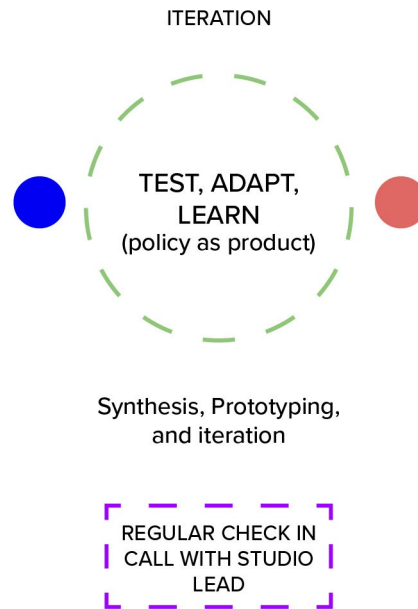 ITERATION
TEST, ADAPT,
LEARN
(policy as product)
Synthesis, Prototyping,
and iteration
REGULAR CHECK IN
CALL WITH STUDIO
LEAD